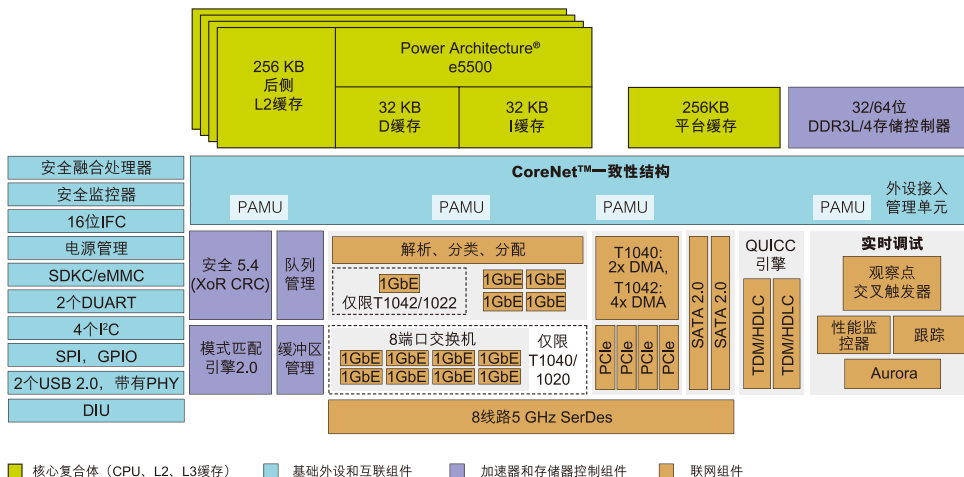 256 KB
后侧
L2缓存
Power Architecture®
e5500
32 KB
D缓存
32 KB
I缓存
256KB
平台缓存
32/64位
DDR3L/4存储控制器
安全融合处理器
安全监控器
16位IFC
电源管理
SDKC/eMMC
2个DUART
4个I²C
SPI，GPIO
2个USB 2.0，带有PHY
DIU
CoreNet™一致性结构
PAMU
PAMU
PAMU
PAMU
外设接入
管理单元
安全 5.4
(XoR CRC)
队列
管理
模式匹配
引擎2.0
缓冲区
管理
解析、分类、分配
1GbE
仅限T1042/1022
1GbE 1GbE
1GbE 1GbE
8端口交换机
1GbE 1GbE 1GbE 1GbE
1GbE 1GbE 1GbE 1GbE
仅限
T1040/
1020
T1040:
2x DMA,
T1042:
4x DMA
PCIe
PCIe
PCIe
PCIe
SATA 2.0
SATA 2.0
QUICC
引擎
TDM/HDLC
TDM/HDLC
实时调试
观察点
交叉触发器
性能监
控器
跟踪
Aurora
8线路5 GHz SerDes
核心复合体（CPU、L2、L3缓存）
基础外设和互联组件
加速器和存储器控制组件
联网组件